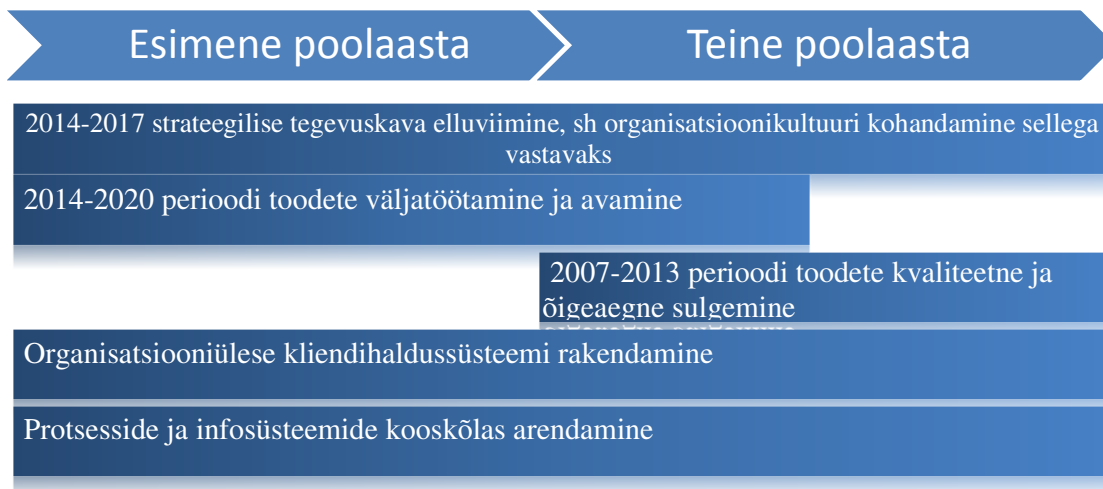 Esimene poolaasta
Teine poolaasta
2014-2017 strateegilise tegevuskava elluviimine, sh organisatsioonikultuuri kohandamine sellega
vastavaks
2014-2020 perioodi toodete väljatöötamine ja avamine
2007-2013 perioodi toodete kvaliteetne ja
õigeaegne sulgemine
Organisatsiooniülese kliendihaldussüsteemi rakendamine
Protsesside ja infosüsteemide kooskõlas arendamine